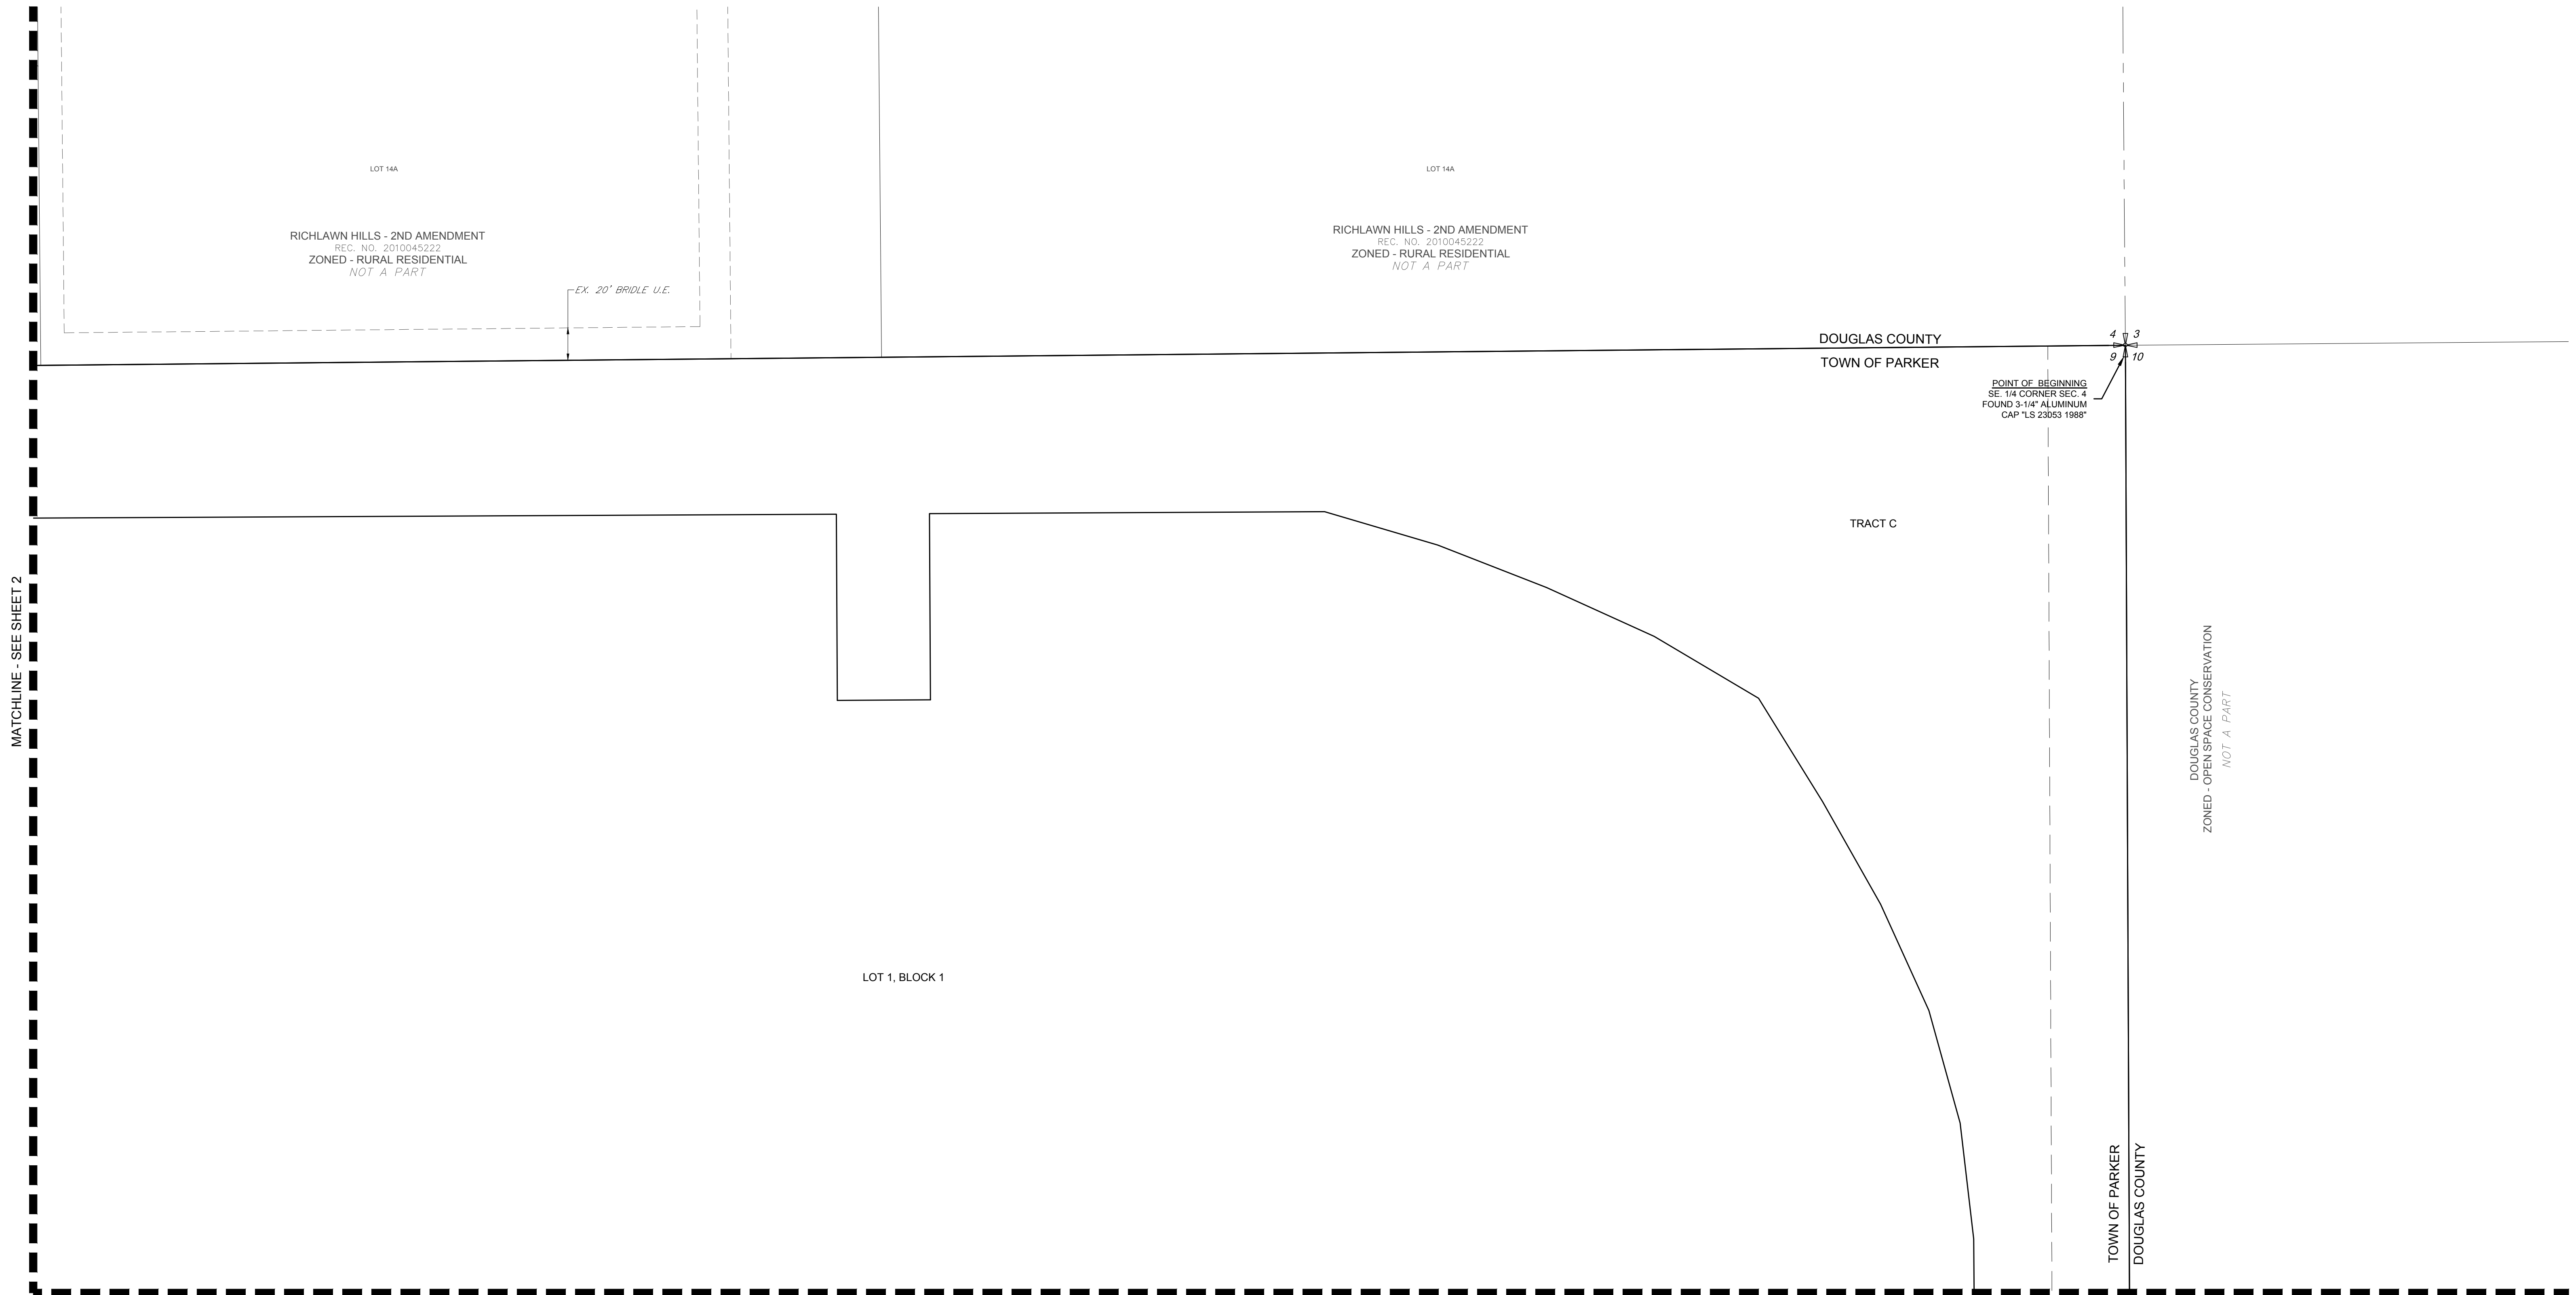 LOT 14A
RICHLAWN HILLS - 2ND AMENDMENT
REC. NO. 2010045222
ZONED - RURAL RESIDENTIAL
NOT A PART
EX. 20' BRIDLE U.E.
LOT 14A
RICHLAWN HILLS - 2ND AMENDMENT
REC. NO. 2010045222
ZONED - RURAL RESIDENTIAL
NOT A PART
DOUGLAS COUNTY
TOWN OF PARKER
4 3
9 10
POINT OF BEGINNING
SE. 1/4 CORNER SEC. 4
FOUND 3-1/4" ALUMINUM
CAP "LS 23053 1988"
TRACT C
MATCHLINE - SEE SHEET 2
DOUGLAS COUNTY
ZONED - OPEN SPACE CONSERVATION
NOT A PART
LOT 1, BLOCK 1
TOWN OF PARKER
DOUGLAS COUNTY